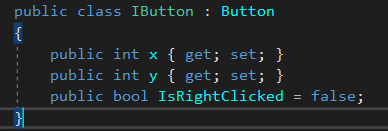 public class IButton : Button
{
public int x { get; set; }
public int y { get; set; }
public bool IsRightClicked = false;
}